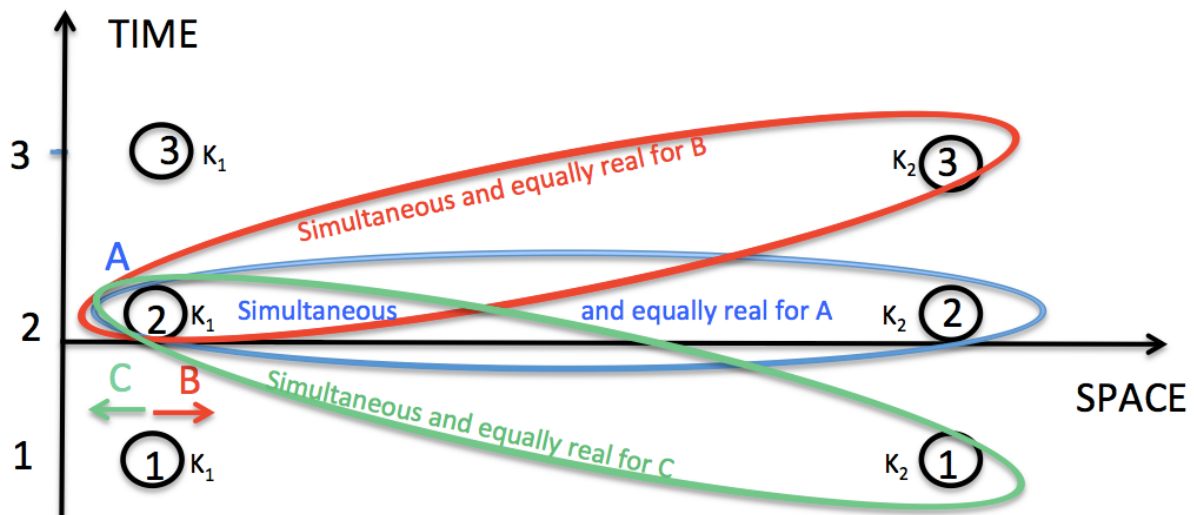 TIME
3
3 K₁
K₂ 3
Simultaneous and equally real for B
A
2
2 K₁
Simultaneous and equally real for A
K₂ 2
C B
SPACE
Simultaneous and equally real for C
1
1 K₁
K₂ 1